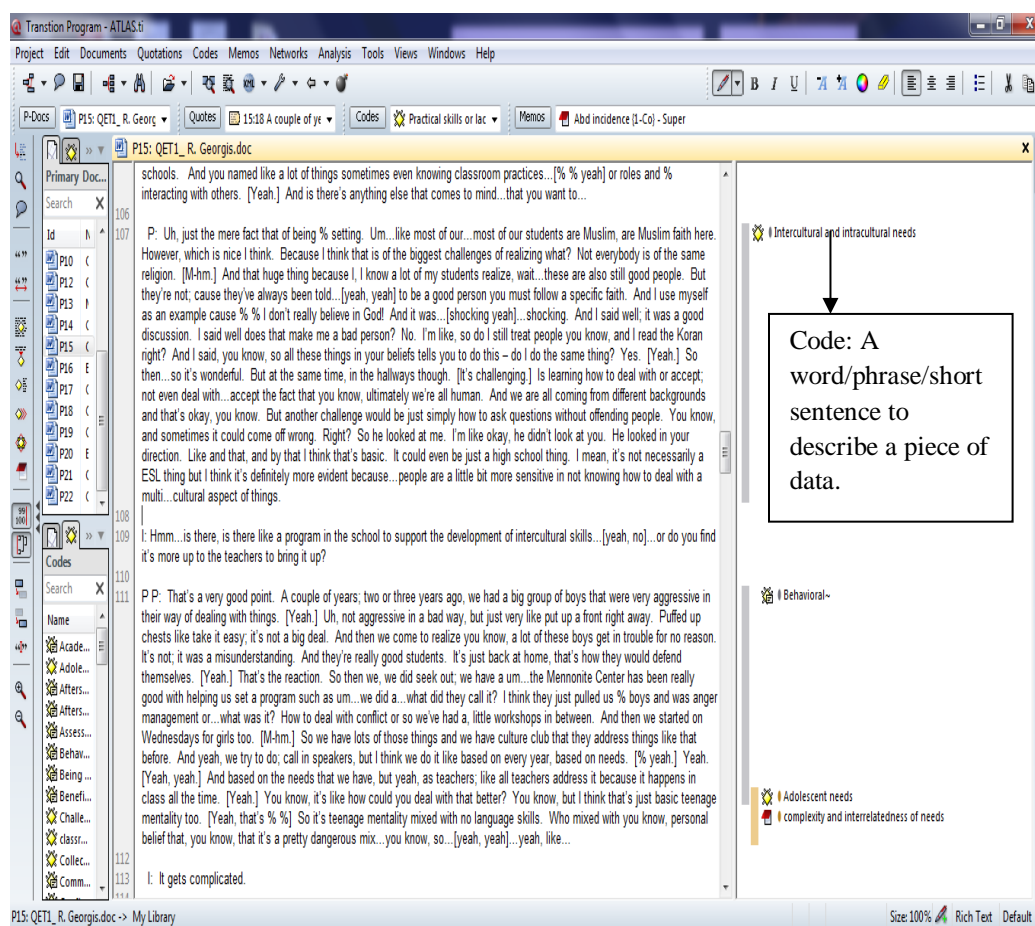 Transtion Program - ATLAS.ti
Project Edit Documents Quotations Codes Memos Networks Analysis Tools Views Windows Help
B I U
P-Docs P15: QET1_ R. Georg Quotes 15:18 A couple of ye Codes Practical skills or lac Memos Abd incidence {1-Co} - Super
P15: QET1_ R. Georgis.doc
Primary Doc...
Search X
Id N
P10 (
P12 (
P13
P14 (
P15 (
P16 E
P17 (
P18 (
P19 (
P20 E
P21 (
P22 (
Codes
Search X
Name
Acade...
Adole...
Afters...
Afters...
Assess...
Behav...
Being ...
Benefi...
Challe...
classr...
Collec...
Comm...
schools. And you named like a lot of things sometimes even knowing classroom practices...[% % yeah] or roles and %
interacting with others. [Yeah.] And is there's anything else that comes to mind...that you want to...
106
107 P: Uh, just the mere fact that of being % setting. Um...like most of our...most of our students are Muslim, are Muslim faith here.
However, which is nice I think. Because I think that is of the biggest challenges of realizing what? Not everybody is of the same
religion. [M-hm.] And that huge thing because I, I know a lot of my students realize, wait...these are also still good people. But
they're not; cause they've always been told...[yeah, yeah] to be a good person you must follow a specific faith. And I use myself
as an example cause % % I don't really believe in God! And it was...[shocking yeah]...shocking. And I said well; it was a good
discussion. I said well does that make me a bad person? No. I'm like, so do I still treat people you know, and I read the Koran
right? And I said, you know, so all these things in your beliefs tells you to do this – do I do the same thing? Yes. [Yeah.] So
then...so it's wonderful. But at the same time, in the hallways though. [It's challenging.] Is learning how to deal with or accept;
not even deal with...accept the fact that you know, ultimately we're all human. And we are all coming from different backgrounds
and that's okay, you know. But another challenge would be just simply how to ask questions without offending people. You know,
and sometimes it could come off wrong. Right? So he looked at me. I'm like okay, he didn't look at you. He looked in your
direction. Like and that, and by that I think that's basic. It could even be just a high school thing. I mean, it's not necessarily a
ESL thing but I think it's definitely more evident because...people are a little bit more sensitive in not knowing how to deal with a
multi...cultural aspect of things.
108
109 I: Hmm...is there, is there like a program in the school to support the development of intercultural skills...[yeah, no]...or do you find
it's more up to the teachers to bring it up?
110
111 P P: That's a very good point. A couple of years; two or three years ago, we had a big group of boys that were very aggressive in
their way of dealing with things. [Yeah.] Uh, not aggressive in a bad way, but just very like put up a front right away. Puffed up
chests like take it easy; it's not a big deal. And then we come to realize you know, a lot of these boys get in trouble for no reason.
It's not; it was a misunderstanding. And they're really good students. It's just back at home, that's how they would defend
themselves. [Yeah.] That's the reaction. So then we, we did seek out; we have a um...the Mennonite Center has been really
good with helping us set a program such as um...we did a...what did they call it? I think they just pulled us % boys and was anger
management or...what was it? How to deal with conflict or so we've had a, little workshops in between. And then we started on
Wednesdays for girls too. [M-hm.] So we have lots of those things and we have culture club that they address things like that
before. And yeah, we try to do; call in speakers, but I think we do it like based on every year, based on needs. [% yeah.] Yeah.
[Yeah, yeah.] And based on the needs that we have, but yeah, as teachers; like all teachers address it because it happens in
class all the time. [Yeah.] You know, it's like how could you deal with that better? You know, but I think that's just basic teenage
mentality too. [Yeah, that's % %] So it's teenage mentality mixed with no language skills. Who mixed with you know, personal
belief that, you know, that it's a pretty dangerous mix...you know, so...[yeah, yeah]...yeah, like...
112
113 I: It gets complicated.
Intercultural and intracultural needs
Code: A
word/phrase/short
sentence to
describe a piece of
data.
Behavioral~
Adolescent needs
complexity and interrelatedness of needs
P15: QET1_ R. Georgis.doc -> My Library Size: 100% Rich Text Default